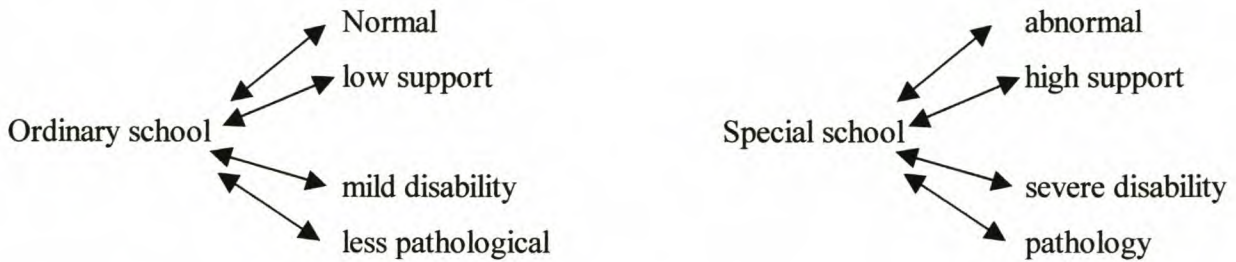 Normal
low support
Ordinary school
mild disability
less pathological
abnormal
high support
Special school
severe disability
pathology